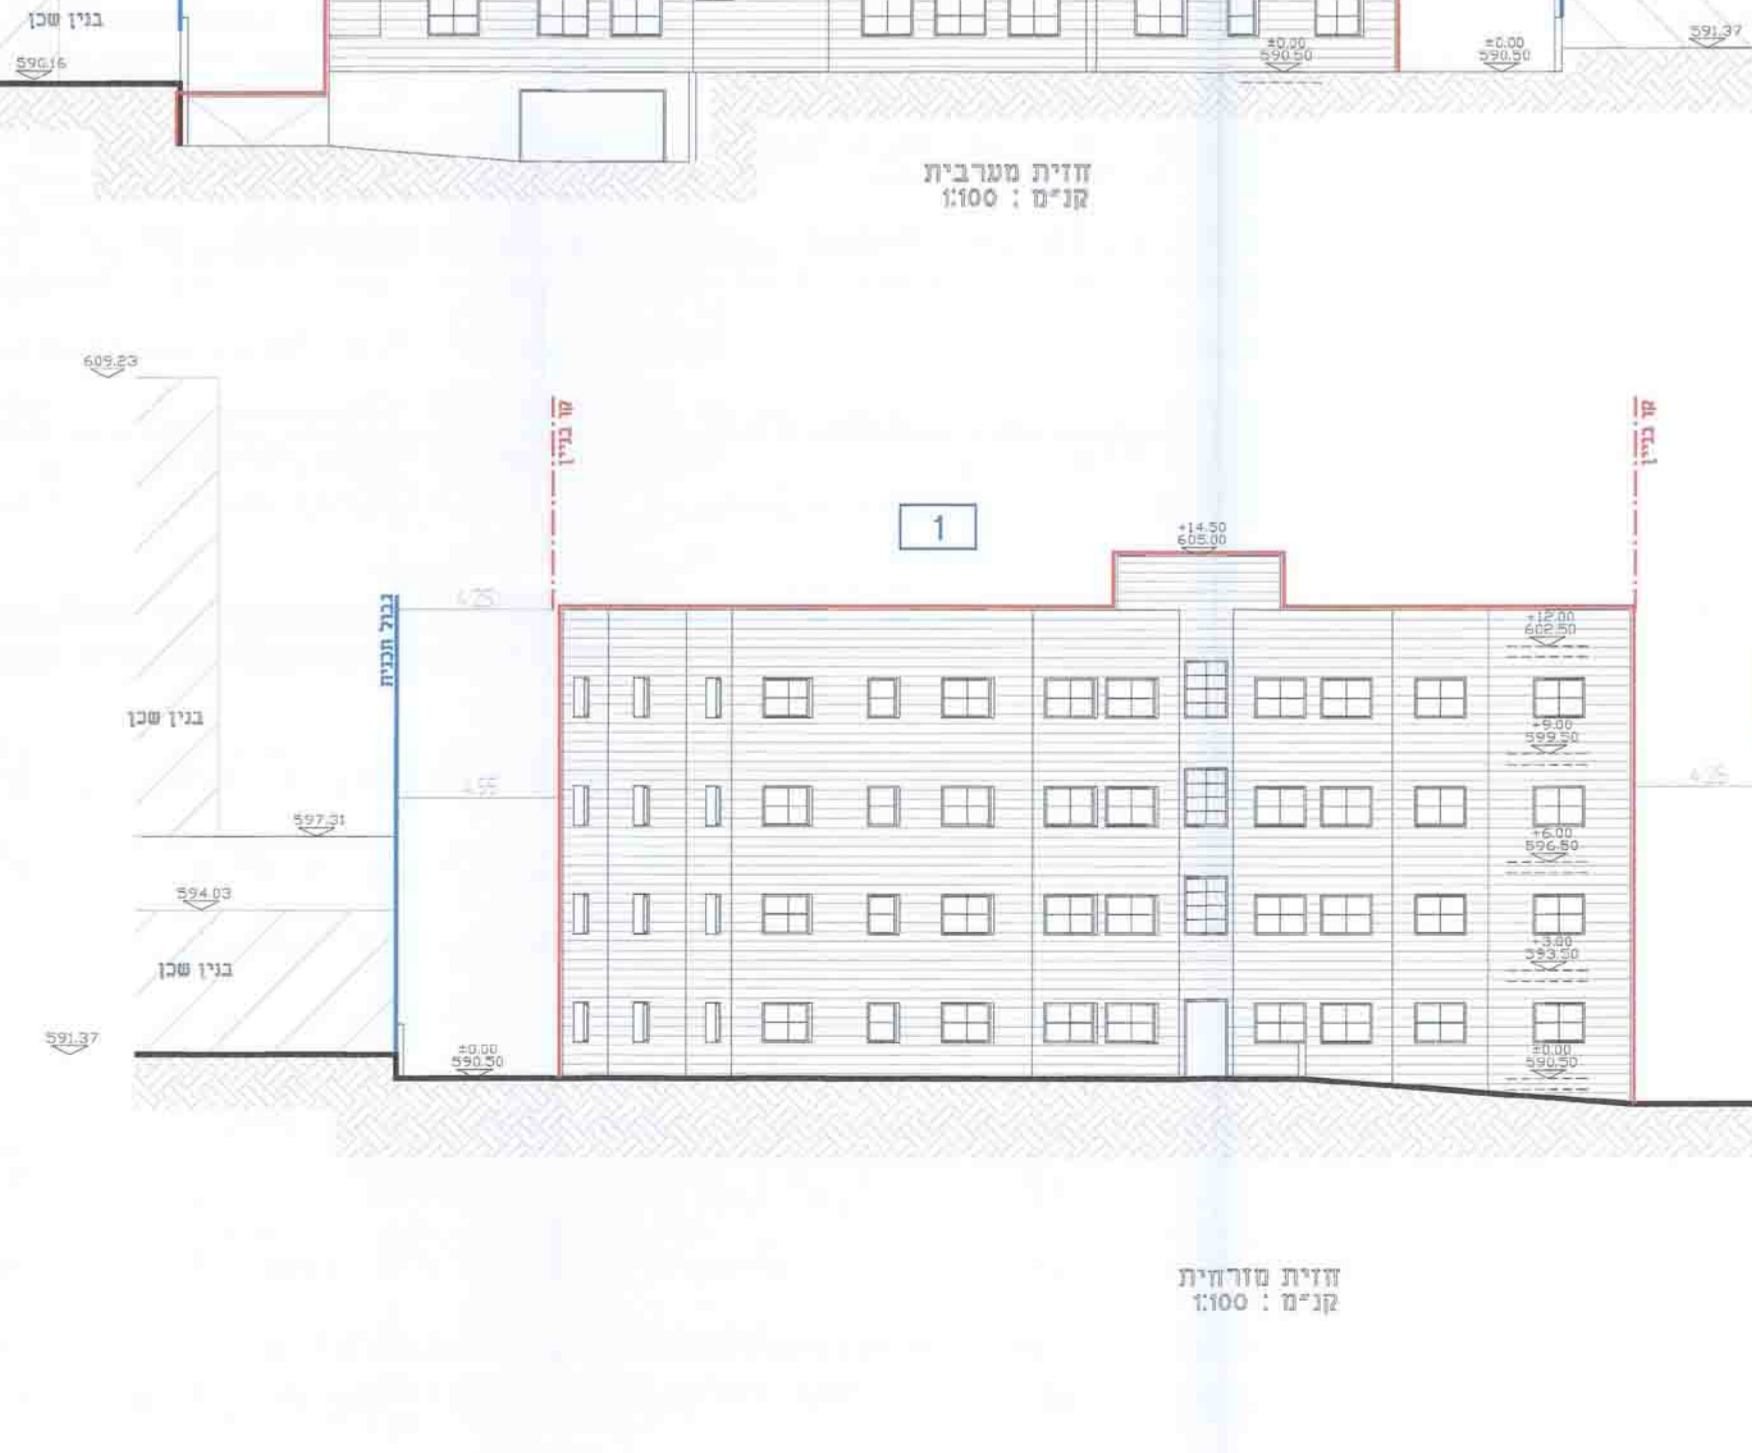 בנין שכן
590.16
±0.00
590.50
±0.00
590.50
591.37
חזית מערבית
קנ״מ : 1:100
609.23
קו בניין
קו בניין
1
+14.50
605.00
גבול תכנית
4.25
+12.00
602.50
בנין שכן
+9.00
599.50
4.55
4.25
597.31
+6.00
596.50
594.03
+3.00
593.50
בנין שכן
591.37
±0.00
590.50
±0.00
590.50
חזית מזרחית
קנ״מ : 1:100